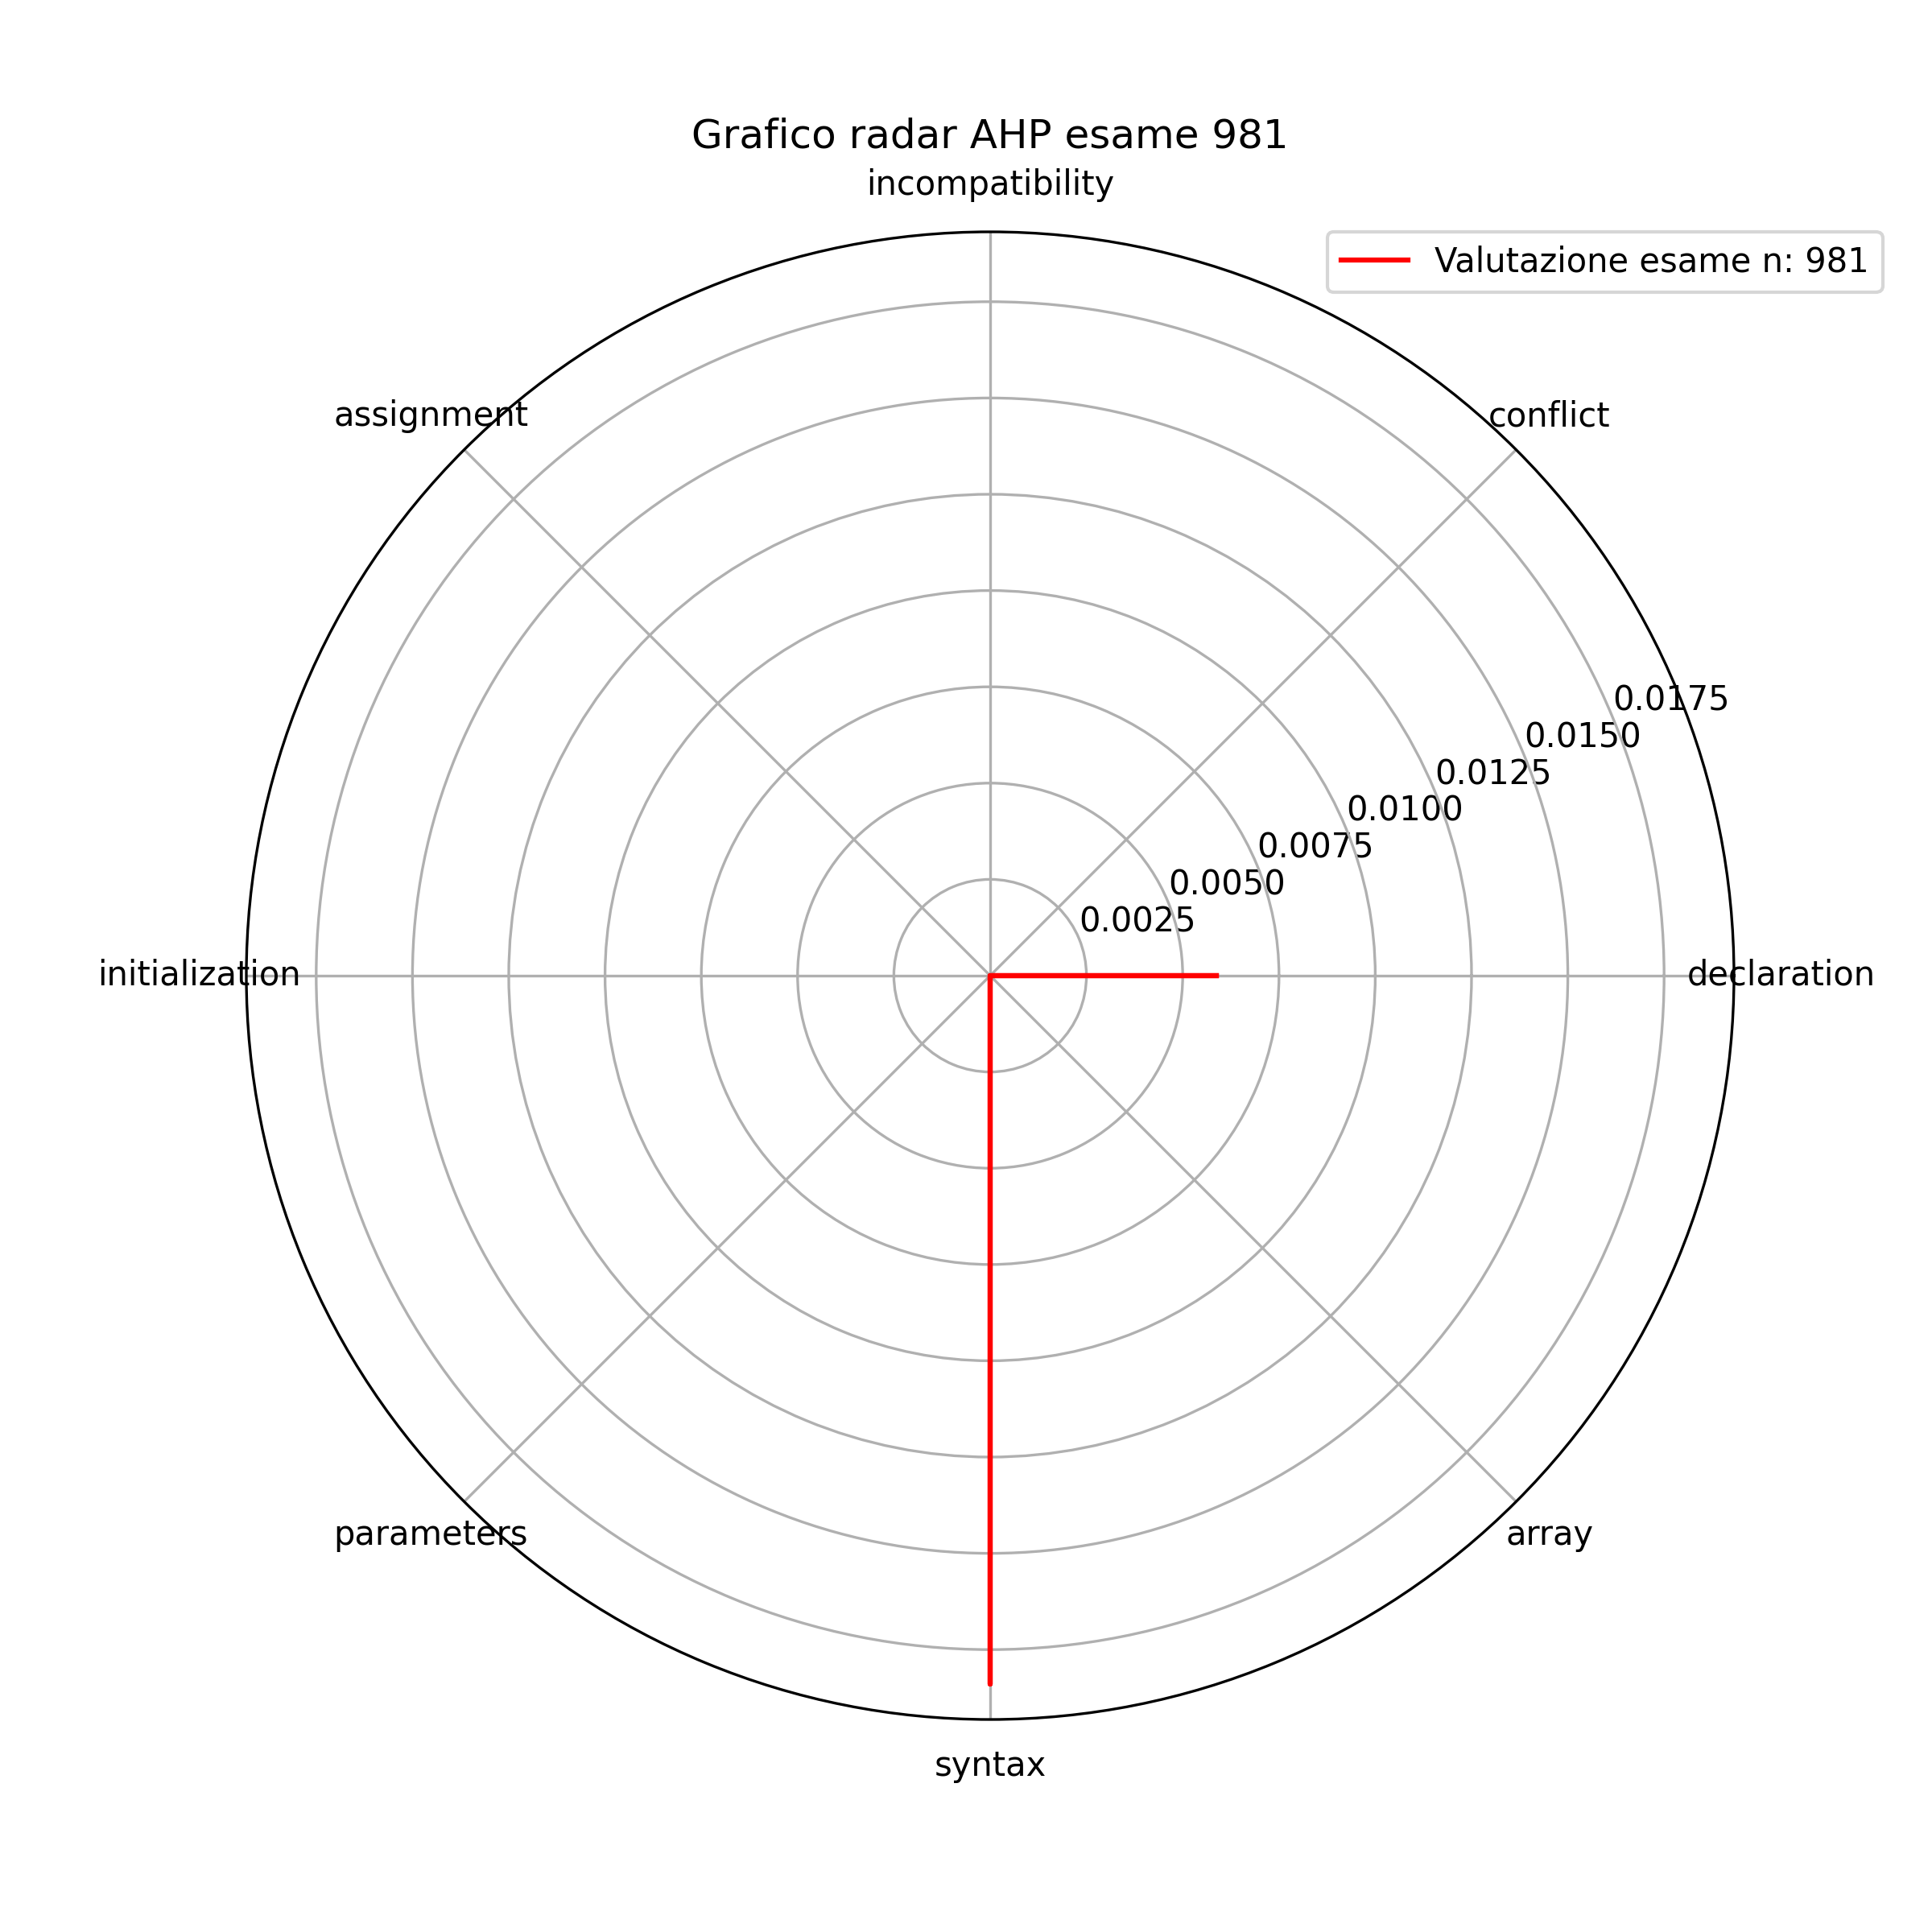 Grafico radar AHP esame 981
incompatibility
Valutazione esame n: 981
assignment
conflict
0.0175
0.0150
0.0125
0.0100
0.0075
0.0050
0.0025
initialization
declaration
parameters
array
syntax